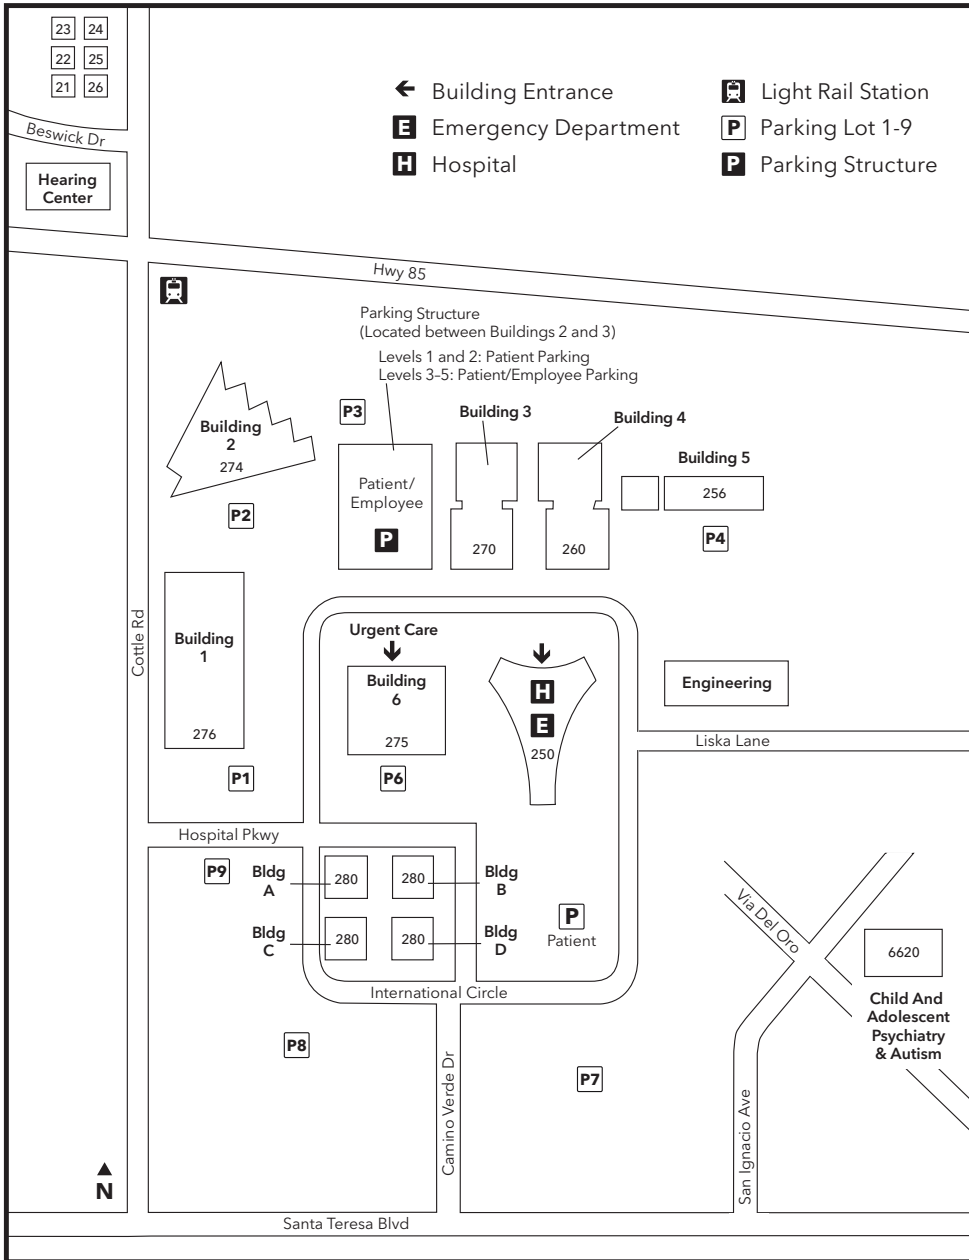 23 24
22 25
21 26
Beswick Dr
Hearing
Center
Building Entrance
E Emergency Department
H Hospital
Light Rail Station
P Parking Lot 1-9
P Parking Structure
Hwy 85
Parking Structure
(Located between Buildings 2 and 3)
Levels 1 and 2: Patient Parking
Levels 3–5: Patient/Employee Parking
P3
Building 3
Building 4
Building
2
274
Building 5
256
Patient/
Employee
P
P2
270
260
P4
Cottle Rd
Building
1
276
Urgent Care
Building
6
275
H
E
250
Engineering
Liska Lane
P1
P6
Hospital Pkwy
P9
Bldg
A
280
280
Bldg
B
Bldg
C
280
280
Bldg
D
P
Patient
Via Del Oro
6620
Child And
Adolescent
Psychiatry
& Autism
International Circle
P8
Camino Verde Dr
P7
San Ignacio Ave
N
Santa Teresa Blvd